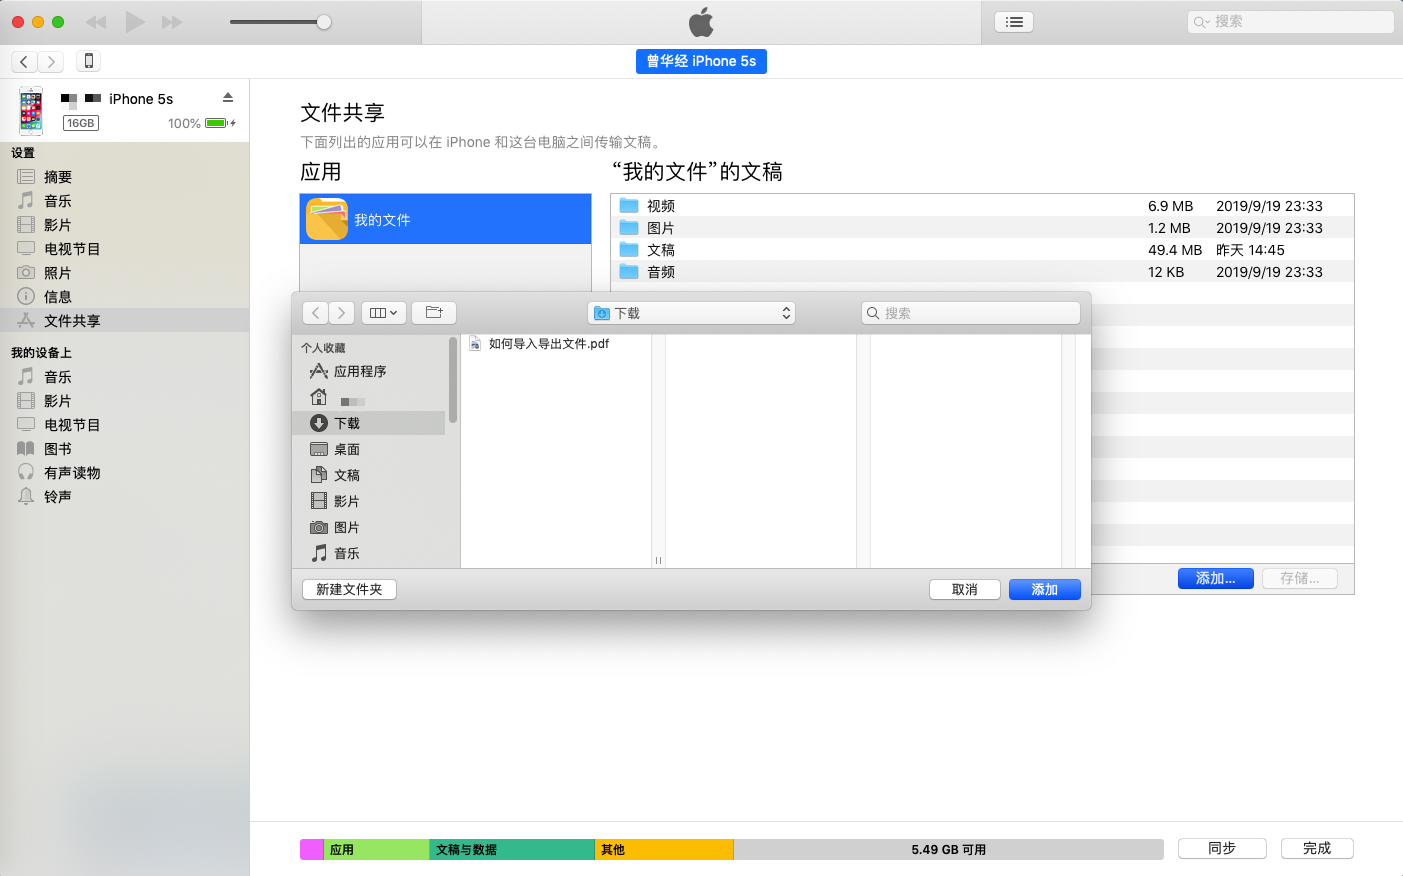 搜索
曾华经 iPhone 5s
iPhone 5s
16GB
100%
设置
摘要
音乐
影片
电视节目
照片
信息
文件共享
我的设备上
音乐
影片
电视节目
图书
有声读物
铃声
文件共享
下面列出的应用可以在 iPhone 和这台电脑之间传输文稿。
应用
我的文件
“我的文件”的文稿
视频 6.9 MB 2019/9/19 23:33
图片 1.2 MB 2019/9/19 23:33
文稿 49.4 MB 昨天 14:45
音频 12 KB 2019/9/19 23:33
下载
搜索
个人收藏
应用程序
下载
桌面
文稿
影片
图片
音乐
如何导入导出文件.pdf
新建文件夹
取消
添加
添加...
存储...
应用
文稿与数据
其他
5.49 GB 可用
同步
完成